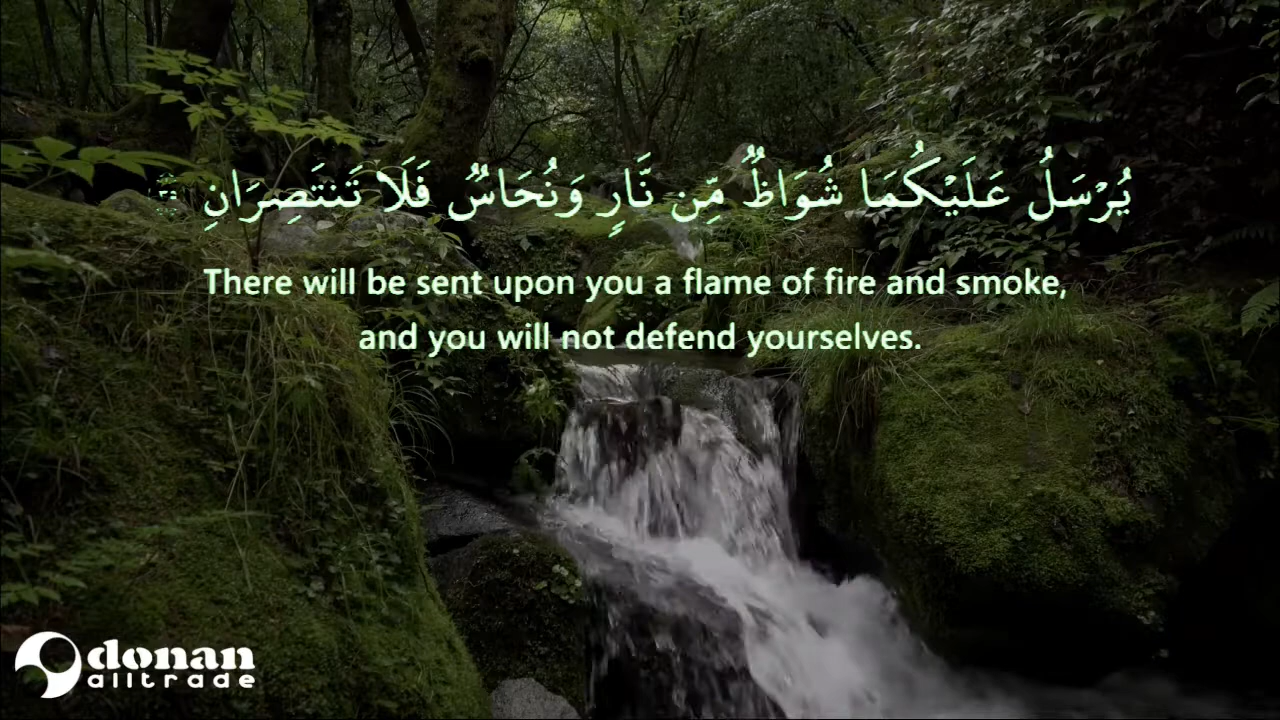 يُرْسَلُ عَلَيْكُمَا شُوَاظٌ مِّن نَّارٍ وَنُحَاسٌ فَلَا تَنتَصِرَانِ
There will be sent upon you a flame of fire and smoke,
and you will not defend yourselves.
donan
alltrade